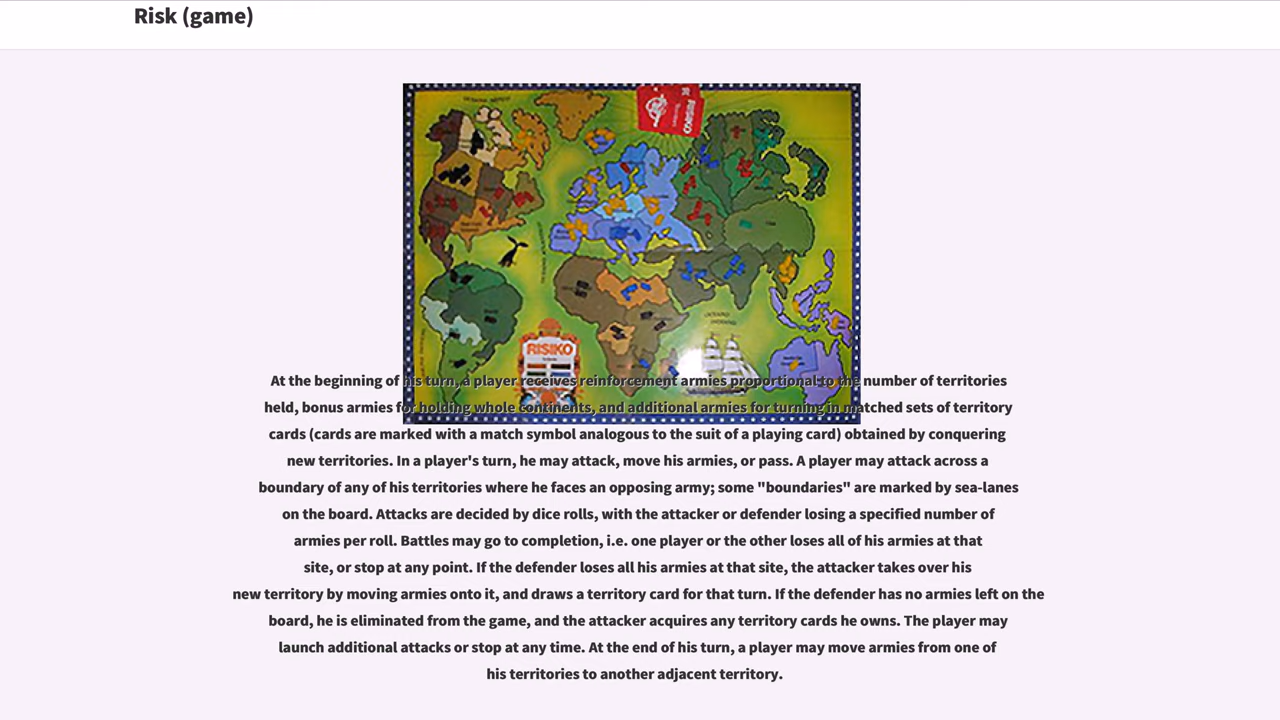 Risk (game)
RISIKO
At the beginning of his turn, a player receives reinforcement armies proportional to the number of territories
held, bonus armies for holding whole continents, and additional armies for turning in matched sets of territory
cards (cards are marked with a match symbol analogous to the suit of a playing card) obtained by conquering
new territories. In a player's turn, he may attack, move his armies, or pass. A player may attack across a
boundary of any of his territories where he faces an opposing army; some "boundaries" are marked by sea-lanes
on the board. Attacks are decided by dice rolls, with the attacker or defender losing a specified number of
armies per roll. Battles may go to completion, i.e. one player or the other loses all of his armies at that
site, or stop at any point. If the defender loses all his armies at that site, the attacker takes over his
new territory by moving armies onto it, and draws a territory card for that turn. If the defender has no armies left on the
board, he is eliminated from the game, and the attacker acquires any territory cards he owns. The player may
launch additional attacks or stop at any time. At the end of his turn, a player may move armies from one of
his territories to another adjacent territory.